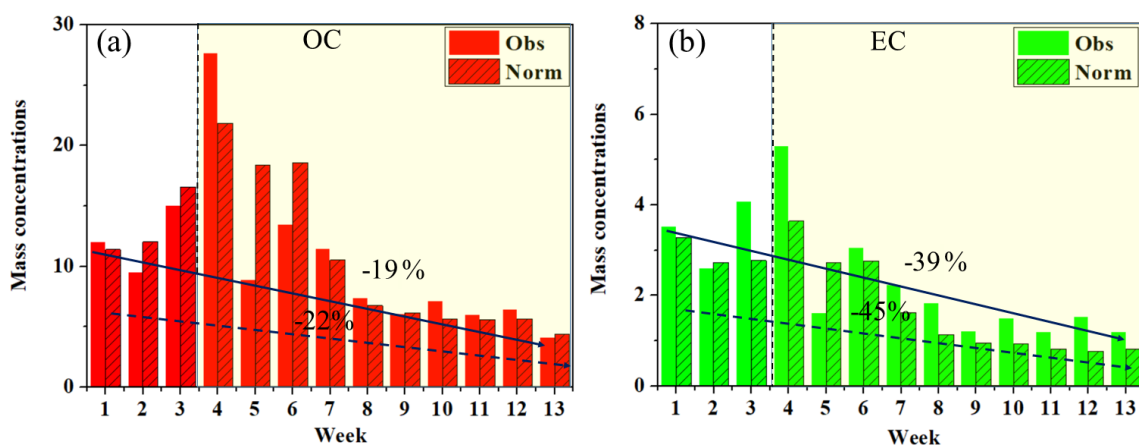 (a)
OC
Obs
Norm
Mass concentrations
30
20
10
0
-19%
-22%
1 2 3 4 5 6 7 8 9 10 11 12 13
Week
(b)
EC
Obs
Norm
Mass concentrations
8
6
4
2
0
-39%
-45%
1 2 3 4 5 6 7 8 9 10 11 12 13
Week